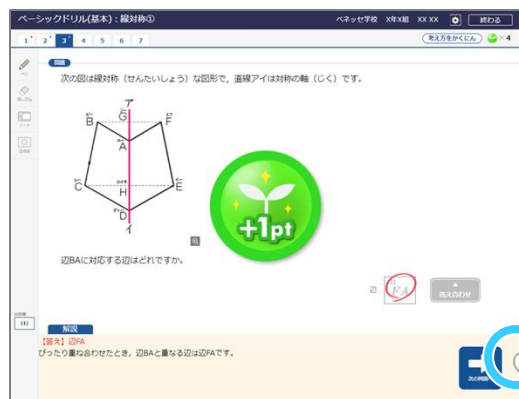 ベーシックドリル(基本)：線対称①
ベネッセ学校 X年X組 XX XX
終わる
1 2 3 4 5 6 7
考え方をかくにん
×4
問題
次の図は線対称（せんたいしょう）な図形で，直線アイは対称の軸（じく）です。
ア
B G F
A
C H E
D
イ
+1pt
辺BAに対応する辺はどれですか。
辺 FA
答え合わせ
(1)
解説
【答え】辺FA
ぴったり重ね合わせたとき，辺BAと重なる辺は辺FAです。
次の問題